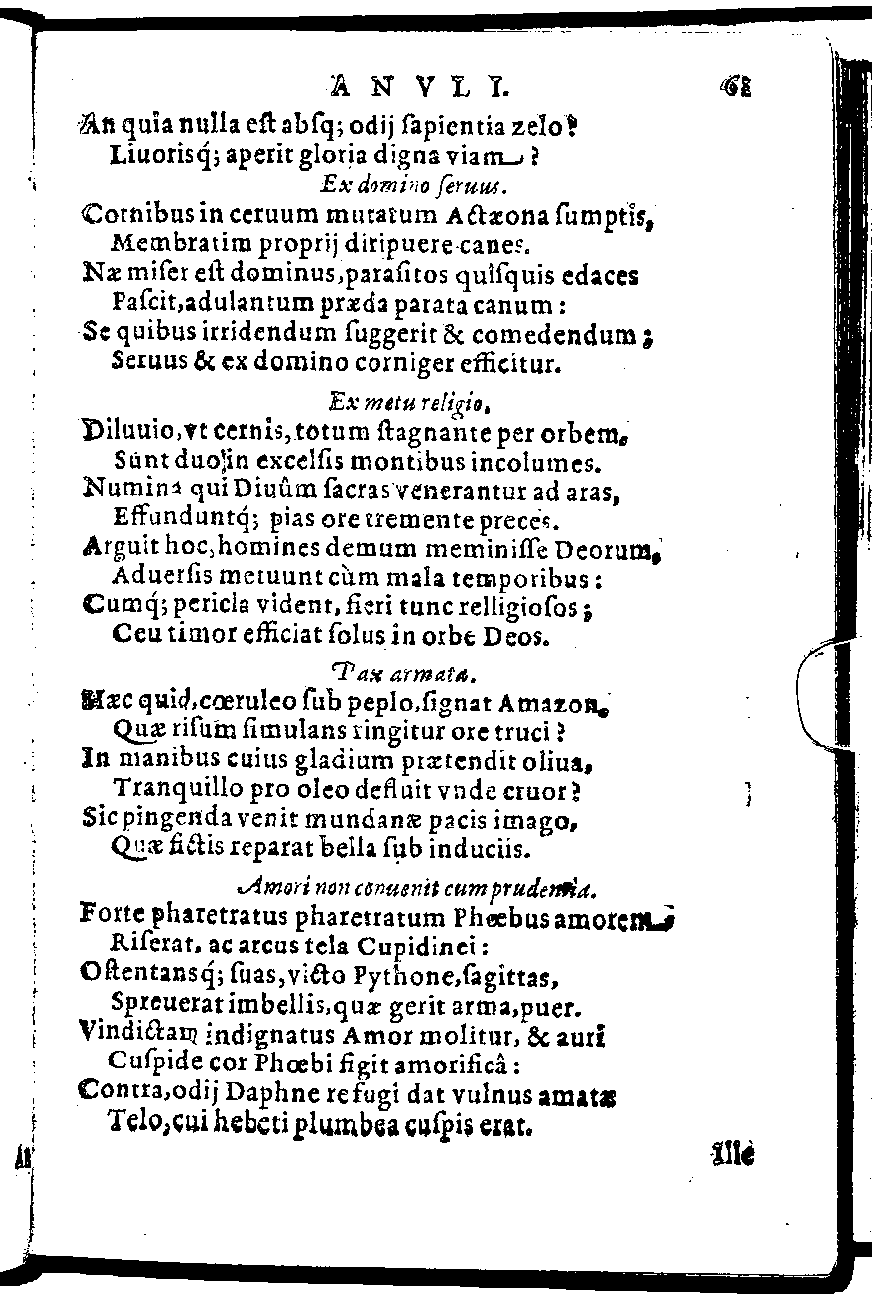 ANVLI. 61
An quia nulla est absq; odij sapientia zelo?
Liuorisq́; aperit gloria digna viam?
Ex domino seruus.
Cornibus in ceruum mutatum Actæona sumptis,
Membratim proprij diripuere canes.
Næ miser est dominus, parasitos quisquis edaces
Pascit, adulantum præda parata canum:
Se quibus irridendum suggerit & comedendum;
Seruus & ex domino corniger efficitur.
Ex metu religio.
Diluuio, vt cernis, totum stagnante per orbem,
Sunt duo in excelsis montibus incolumes.
Numina qui Diuûm sacras venerantur ad aras,
Effunduntq́; pias ore tremente preces.
Arguit hoc, homines demum meminisse Deorum,
Aduersis metuunt cùm mala temporibus:
Cumq́; pericla vident, fieri tunc relligiosos;
Ceu timor efficiat solus in orbe Deos.
Pax armata.
Hæc quid, cœruleo sub peplo, signat Amazon,
Quæ risum simulans ringitur ore truci?
In manibus cuius gladium prætendit oliua,
Tranquillo pro oleo defluit vnde cruor?
Sic pingenda venit mundanæ pacis imago,
Quæ fictis reparat bella sub induciis.
Amori non conuenit cum prudentia.
Forte pharetratus pharetratum Phœbus amorem
Riserat, ac arcus tela Cupidinei:
Ostentansq́; suas, victo Pythone, sagittas,
Spreuerat imbellis, quæ gerit arma, puer.
Vindictam indignatus Amor molitur, & auri
Cuspide cor Phœbi figit amorificâ:
Contra, odij Daphne refugi dat vulnus amatæ
Telo, cui hebeti plumbea cuspis erat.
Ille